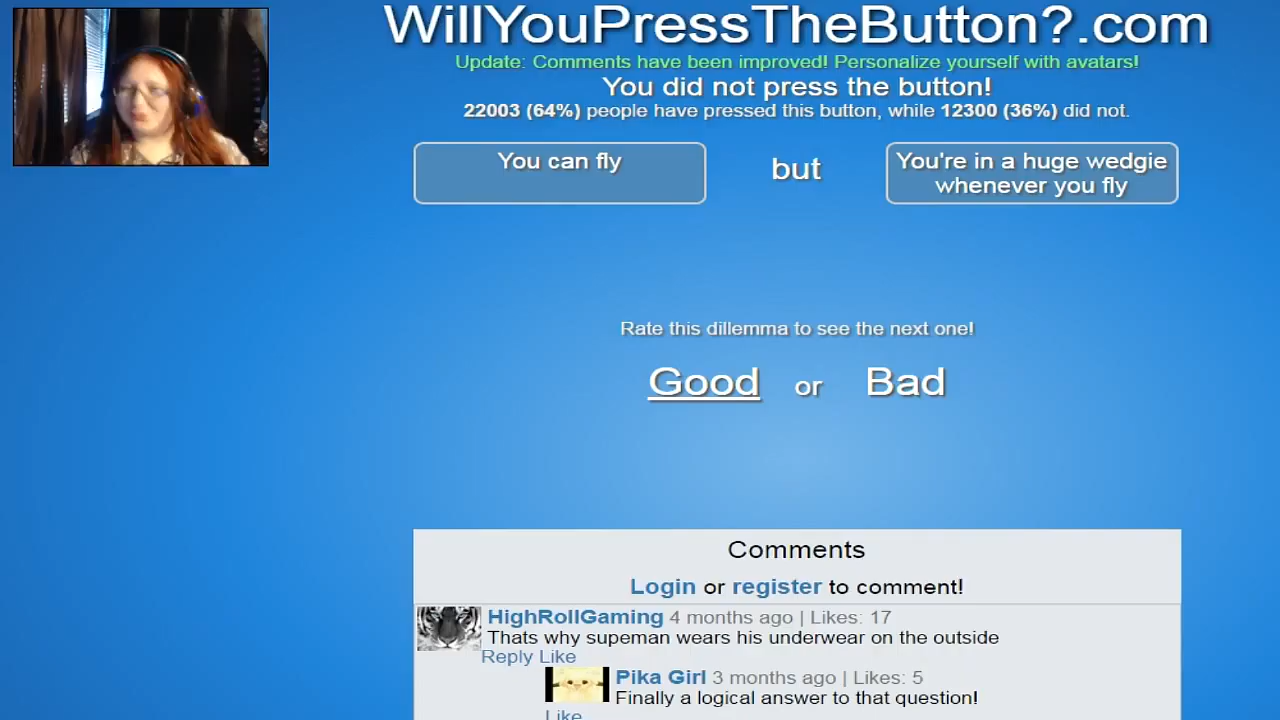 WillYouPressTheButton?.com
Update: Comments have been improved! Personalize yourself with avatars!
You did not press the button!
22003 (64%) people have pressed this button, while 12300 (36%) did not.
You can fly
but
You're in a huge wedgie
whenever you fly
Rate this dillemma to see the next one!
Good or Bad
Comments
Login or register to comment!
HighRollGaming 4 months ago | Likes: 17
Thats why supeman wears his underwear on the outside
Reply Like
Pika Girl 3 months ago | Likes: 5
Finally a logical answer to that question!
Like